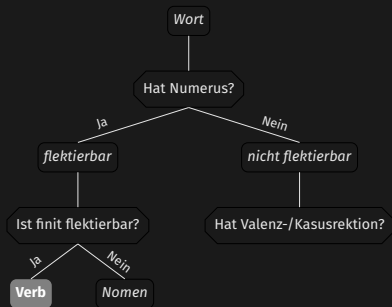 Wort
Hat Numerus?
Ja
Nein
flektierbar
nicht flektierbar
Ist finit flektierbar?
Hat Valenz-/Kasusrektion?
Ja
Nein
Verb
Nomen